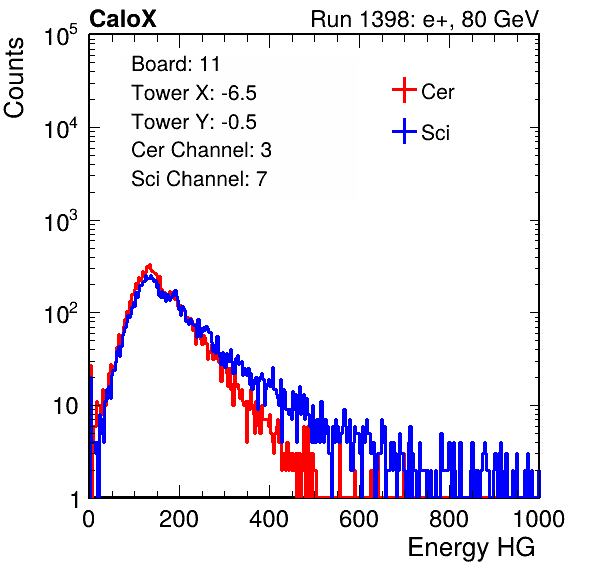 CaloX Run 1398: e+, 80 GeV
Counts
Board: 11
Tower X: -6.5
Tower Y: -0.5
Cer Channel: 3
Sci Channel: 7
Cer
Sci
10^5
10^4
10^3
10^2
10
1
0 200 400 600 800 1000
Energy HG